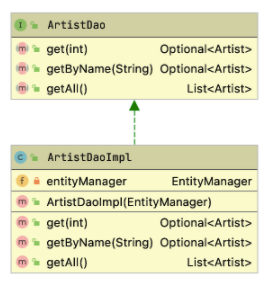 I ArtistDao
m get(int) Optional<Artist>
m getByName(String) Optional<Artist>
m getAll() List<Artist>
C ArtistDaoImpl
f entityManager EntityManager
m ArtistDaoImpl(EntityManager)
m get(int) Optional<Artist>
m getByName(String) Optional<Artist>
m getAll() List<Artist>